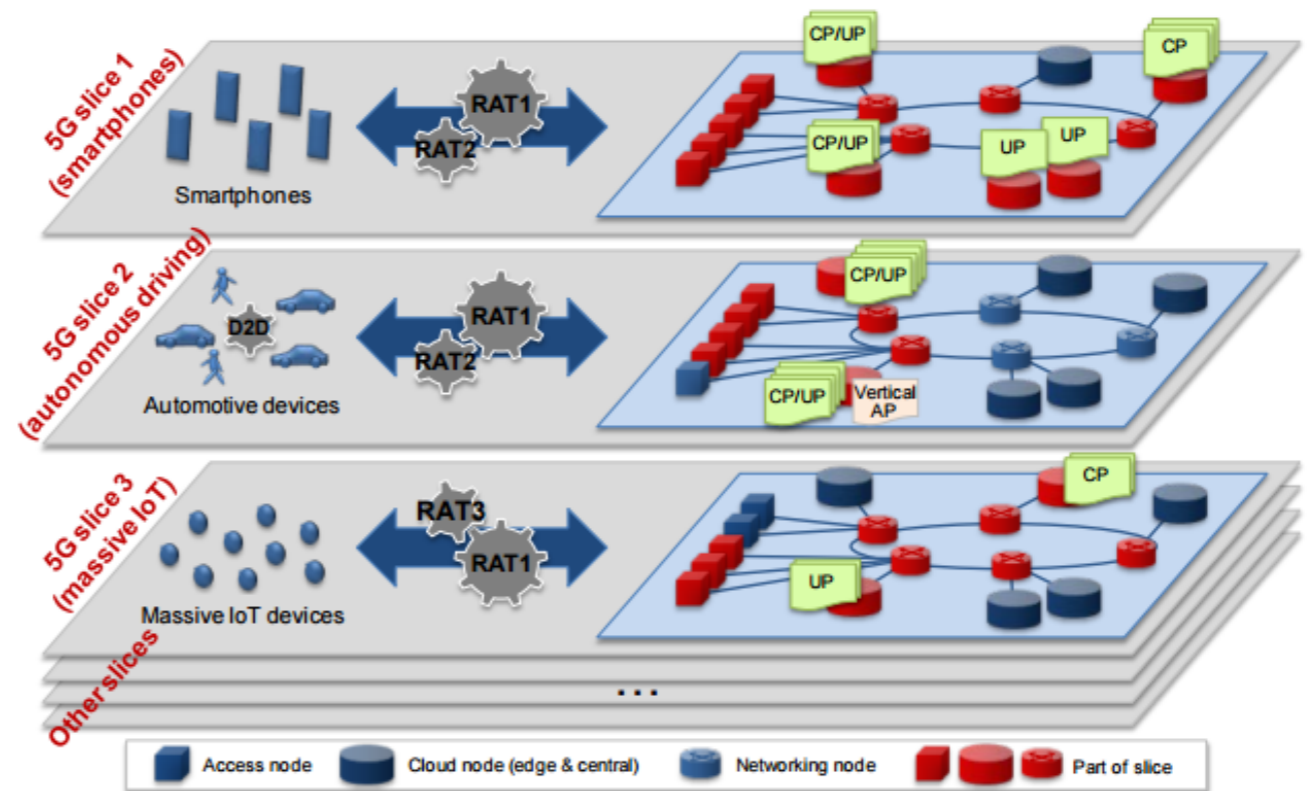 5G slice 1
(smartphones)
Smartphones
RAT1
RAT2
CP/UP
CP
CP/UP
UP
UP
5G slice 2
(autonomous driving)
D2D
Automotive devices
RAT1
RAT2
CP/UP
CP/UP
Vertical
AP
5G slice 3
(massive IoT)
Massive IoT devices
RAT3
RAT1
CP
UP
Other slices
...
Access node
Cloud node (edge & central)
Networking node
Part of slice